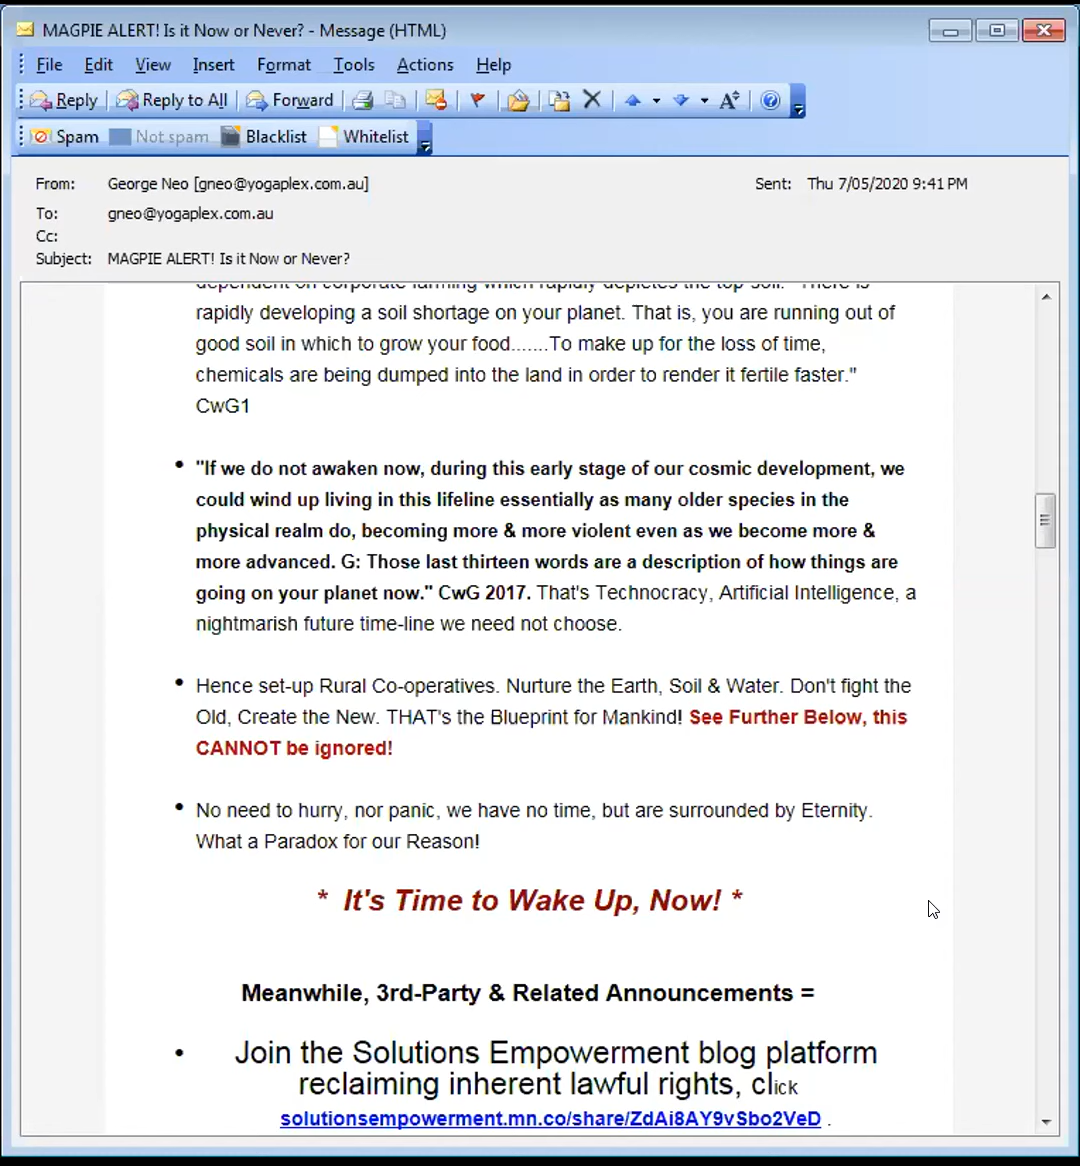 MAGPIE ALERT! Is it Now or Never? - Message (HTML)
File Edit View Insert Format Tools Actions Help
Reply Reply to All Forward
Spam Not spam Blacklist Whitelist
From: George Neo [gneo@yogaplex.com.au] Sent: Thu 7/05/2020 9:41 PM
To: gneo@yogaplex.com.au
Cc:
Subject: MAGPIE ALERT! Is it Now or Never?
dependent on corporate farming which rapidly depletes the top soil. "There is
rapidly developing a soil shortage on your planet. That is, you are running out of
good soil in which to grow your food.......To make up for the loss of time,
chemicals are being dumped into the land in order to render it fertile faster."
CwG1
• "If we do not awaken now, during this early stage of our cosmic development, we
could wind up living in this lifeline essentially as many older species in the
physical realm do, becoming more & more violent even as we become more &
more advanced. G: Those last thirteen words are a description of how things are
going on your planet now." CwG 2017. That's Technocracy, Artificial Intelligence, a
nightmarish future time-line we need not choose.
• Hence set-up Rural Co-operatives. Nurture the Earth, Soil & Water. Don't fight the
Old, Create the New. THAT's the Blueprint for Mankind! See Further Below, this
CANNOT be ignored!
• No need to hurry, nor panic, we have no time, but are surrounded by Eternity.
What a Paradox for our Reason!
* It's Time to Wake Up, Now! *
Meanwhile, 3rd-Party & Related Announcements =
• Join the Solutions Empowerment blog platform
reclaiming inherent lawful rights, click
solutionsempowerment.mn.co/share/ZdAi8AY9vSbo2VeD .